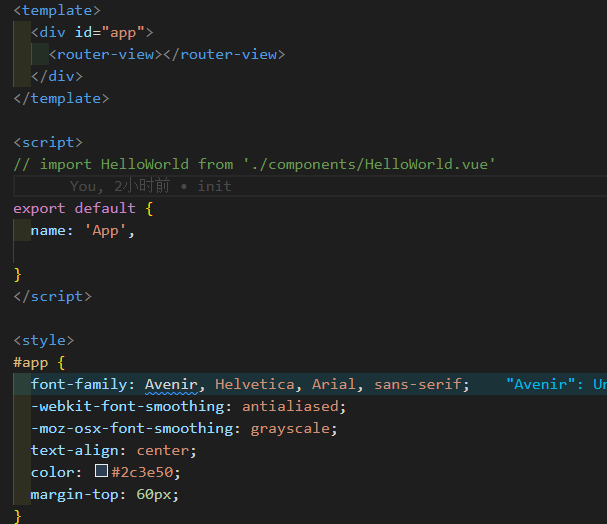 <template>
<div id="app">
<router-view></router-view>
</div>
</template>
<script>
// import HelloWorld from './components/HelloWorld.vue'
You, 2小时前 • init
export default {
name: 'App',
}
</script>
<style>
#app {
font-family: Avenir, Helvetica, Arial, sans-serif; "Avenir":
-webkit-font-smoothing: antialiased;
-moz-osx-font-smoothing: grayscale;
text-align: center;
color: #2c3e50;
margin-top: 60px;
}